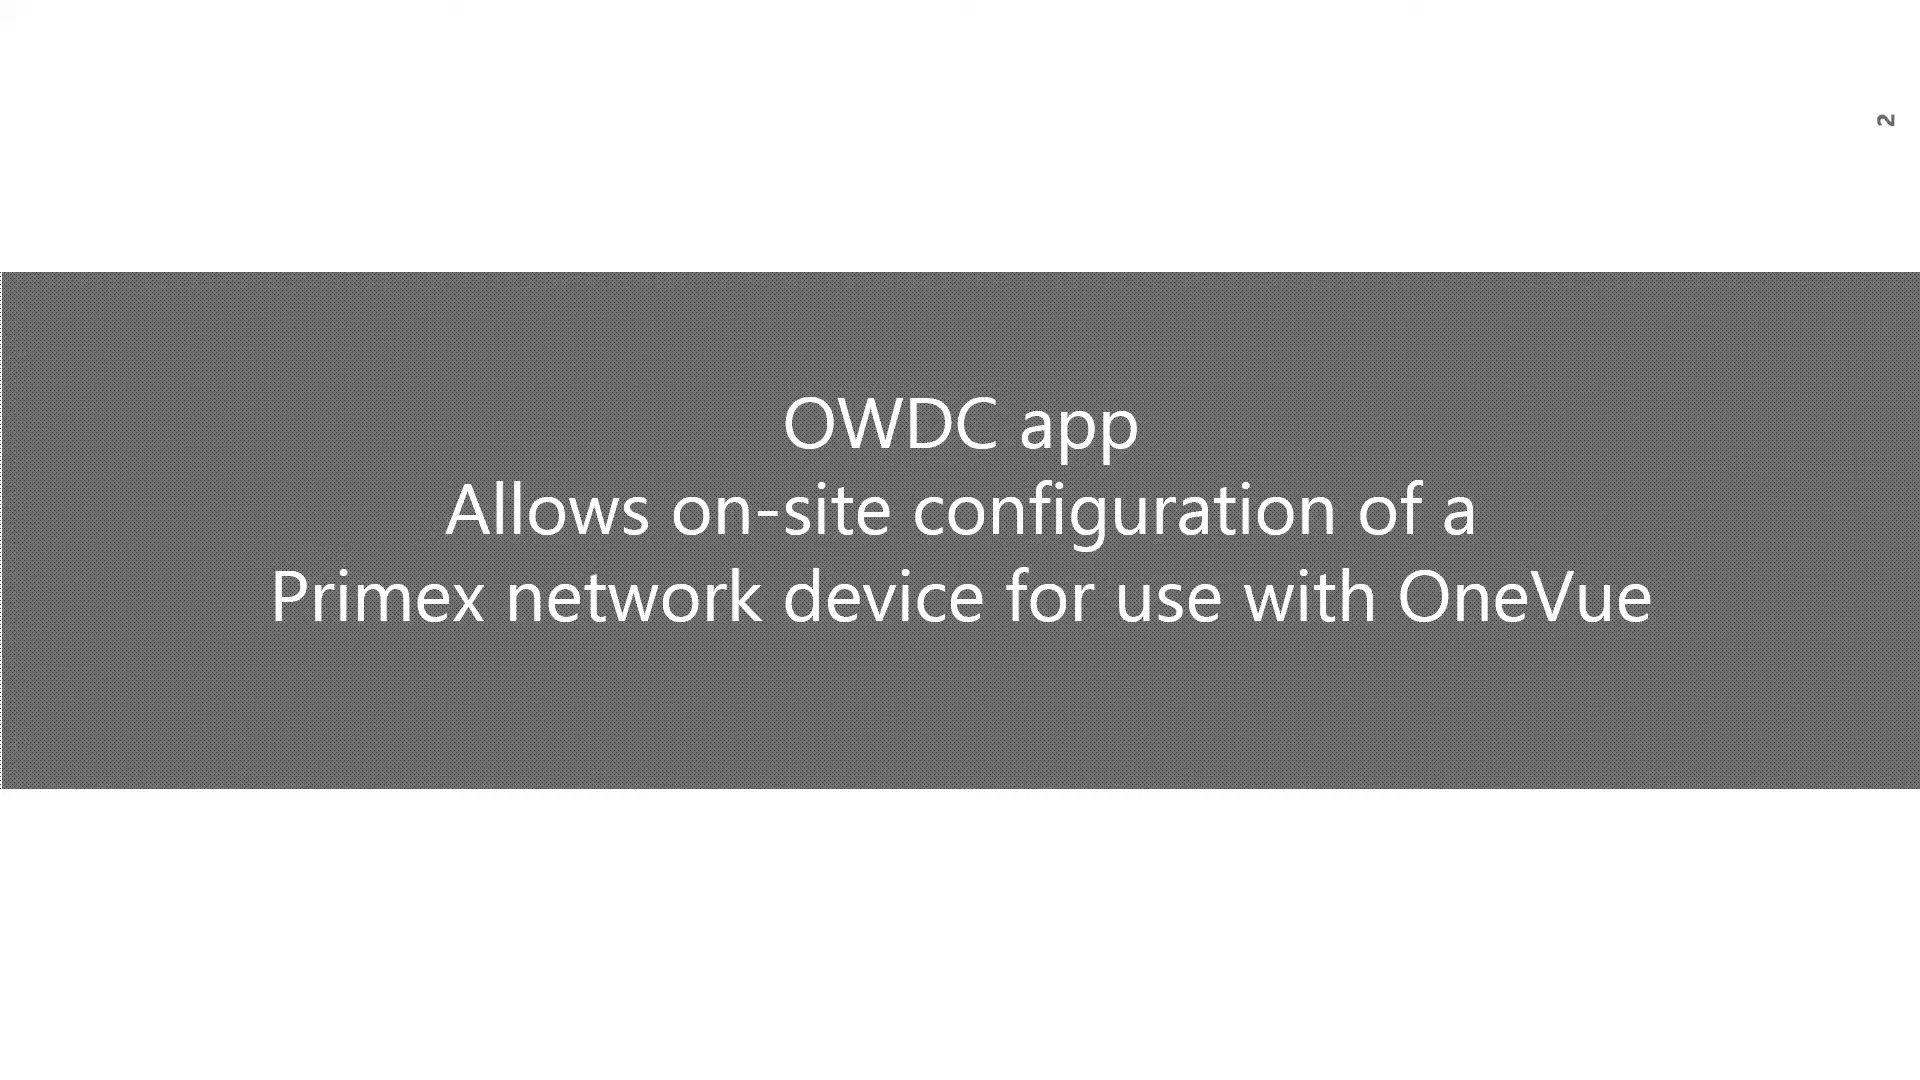 2
OWDC app
Allows on-site configuration of a
Primex network device for use with OneVue